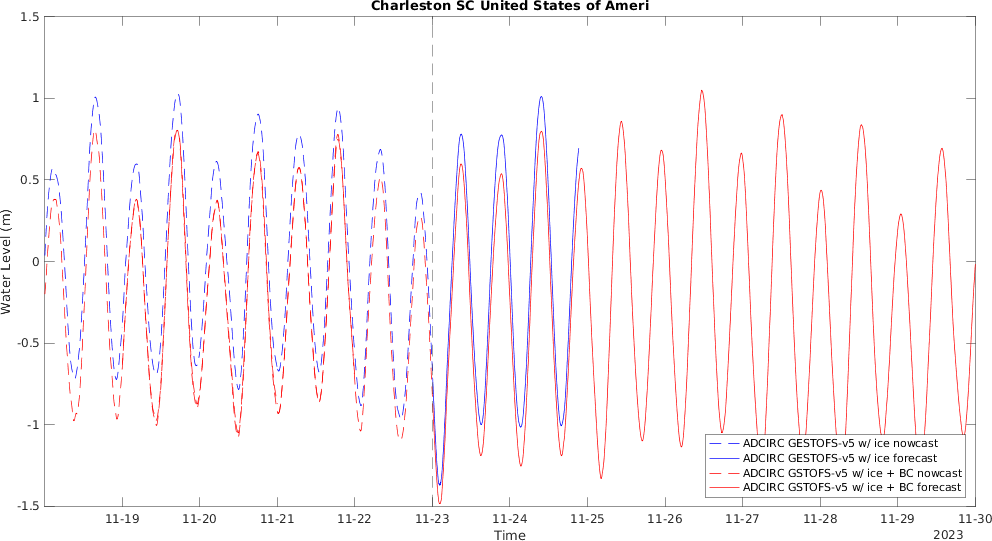 Charleston SC United States of Ameri
1.5
1
0.5
0
-0.5
-1
-1.5
Water Level (m)
11-19
11-20
11-21
11-22
11-23
11-24
11-25
11-26
11-27
11-28
11-29
11-30
Time
2023
ADCIRC GESTOFS-v5 w/ ice nowcast
ADCIRC GESTOFS-v5 w/ ice forecast
ADCIRC GSTOFS-v5 w/ ice + BC nowcast
ADCIRC GSTOFS-v5 w/ ice + BC forecast